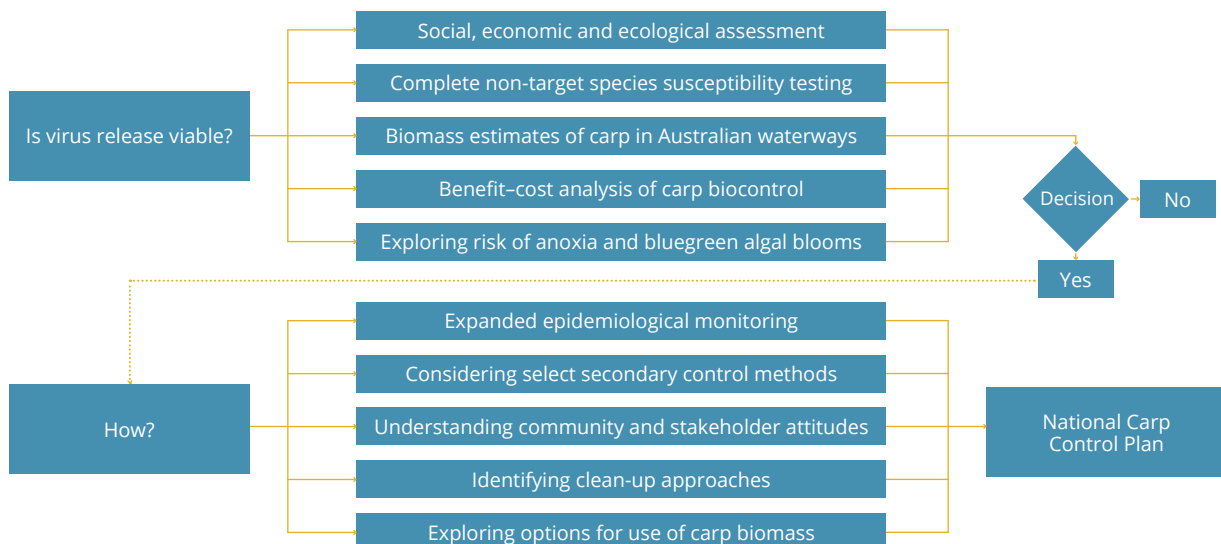 Is virus release viable?
Social, economic and ecological assessment
Complete non-target species susceptibility testing
Biomass estimates of carp in Australian waterways
Benefit–cost analysis of carp biocontrol
Exploring risk of anoxia and bluegreen algal blooms
Decision
No
Yes
How?
Expanded epidemiological monitoring
Considering select secondary control methods
Understanding community and stakeholder attitudes
Identifying clean-up approaches
Exploring options for use of carp biomass
National Carp
Control Plan